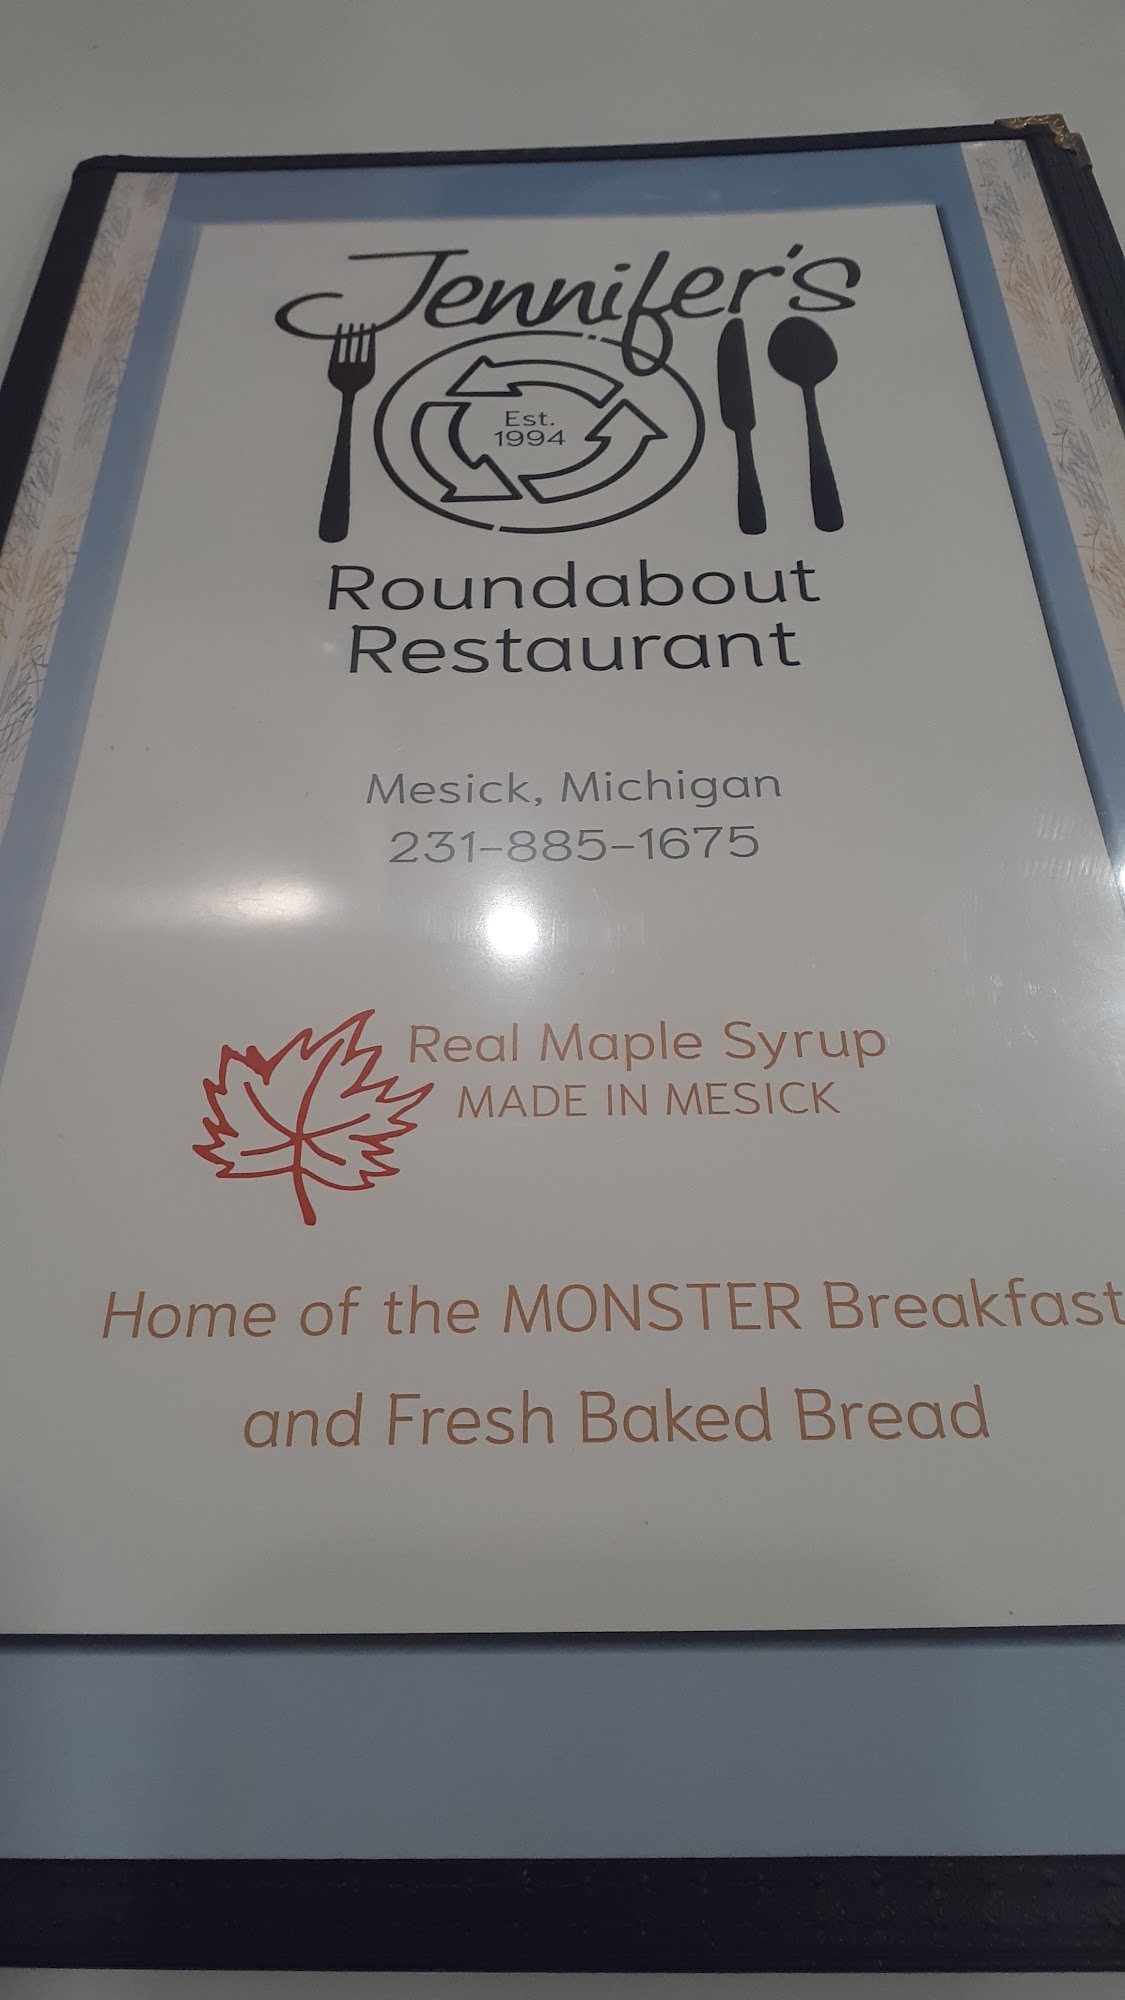 Jennifer's
Est.
1994
Roundabout
Restaurant
Mesick, Michigan
231-885-1675
Real Maple Syrup
MADE IN MESICK
Home of the MONSTER Breakfast
and Fresh Baked Bread